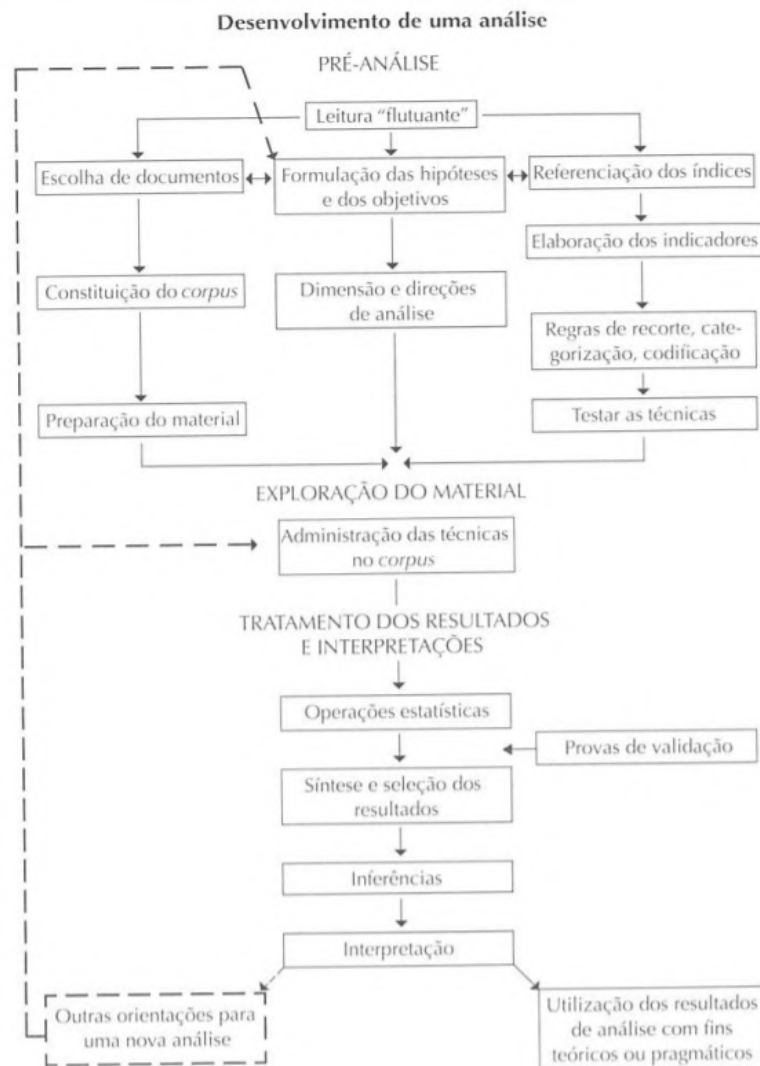 Desenvolvimento de uma análise
PRÉ-ANÁLISE
Leitura “flutuante”
Escolha de documentos
Formulação das hipóteses
e dos objetivos
Referenciação dos índices
Elaboração dos indicadores
Constituição do corpus
Dimensão e direções
de análise
Regras de recorte, cate-
gorização, codificação
Preparação do material
Testar as técnicas
EXPLORAÇÃO DO MATERIAL
Administração das técnicas
no corpus
TRATAMENTO DOS RESULTADOS
E INTERPRETAÇÕES
Operações estatísticas
Provas de validação
Síntese e seleção dos
resultados
Inferências
Interpretação
Outras orientações para
uma nova análise
Utilização dos resultados
de análise com fins
teóricos ou pragmáticos